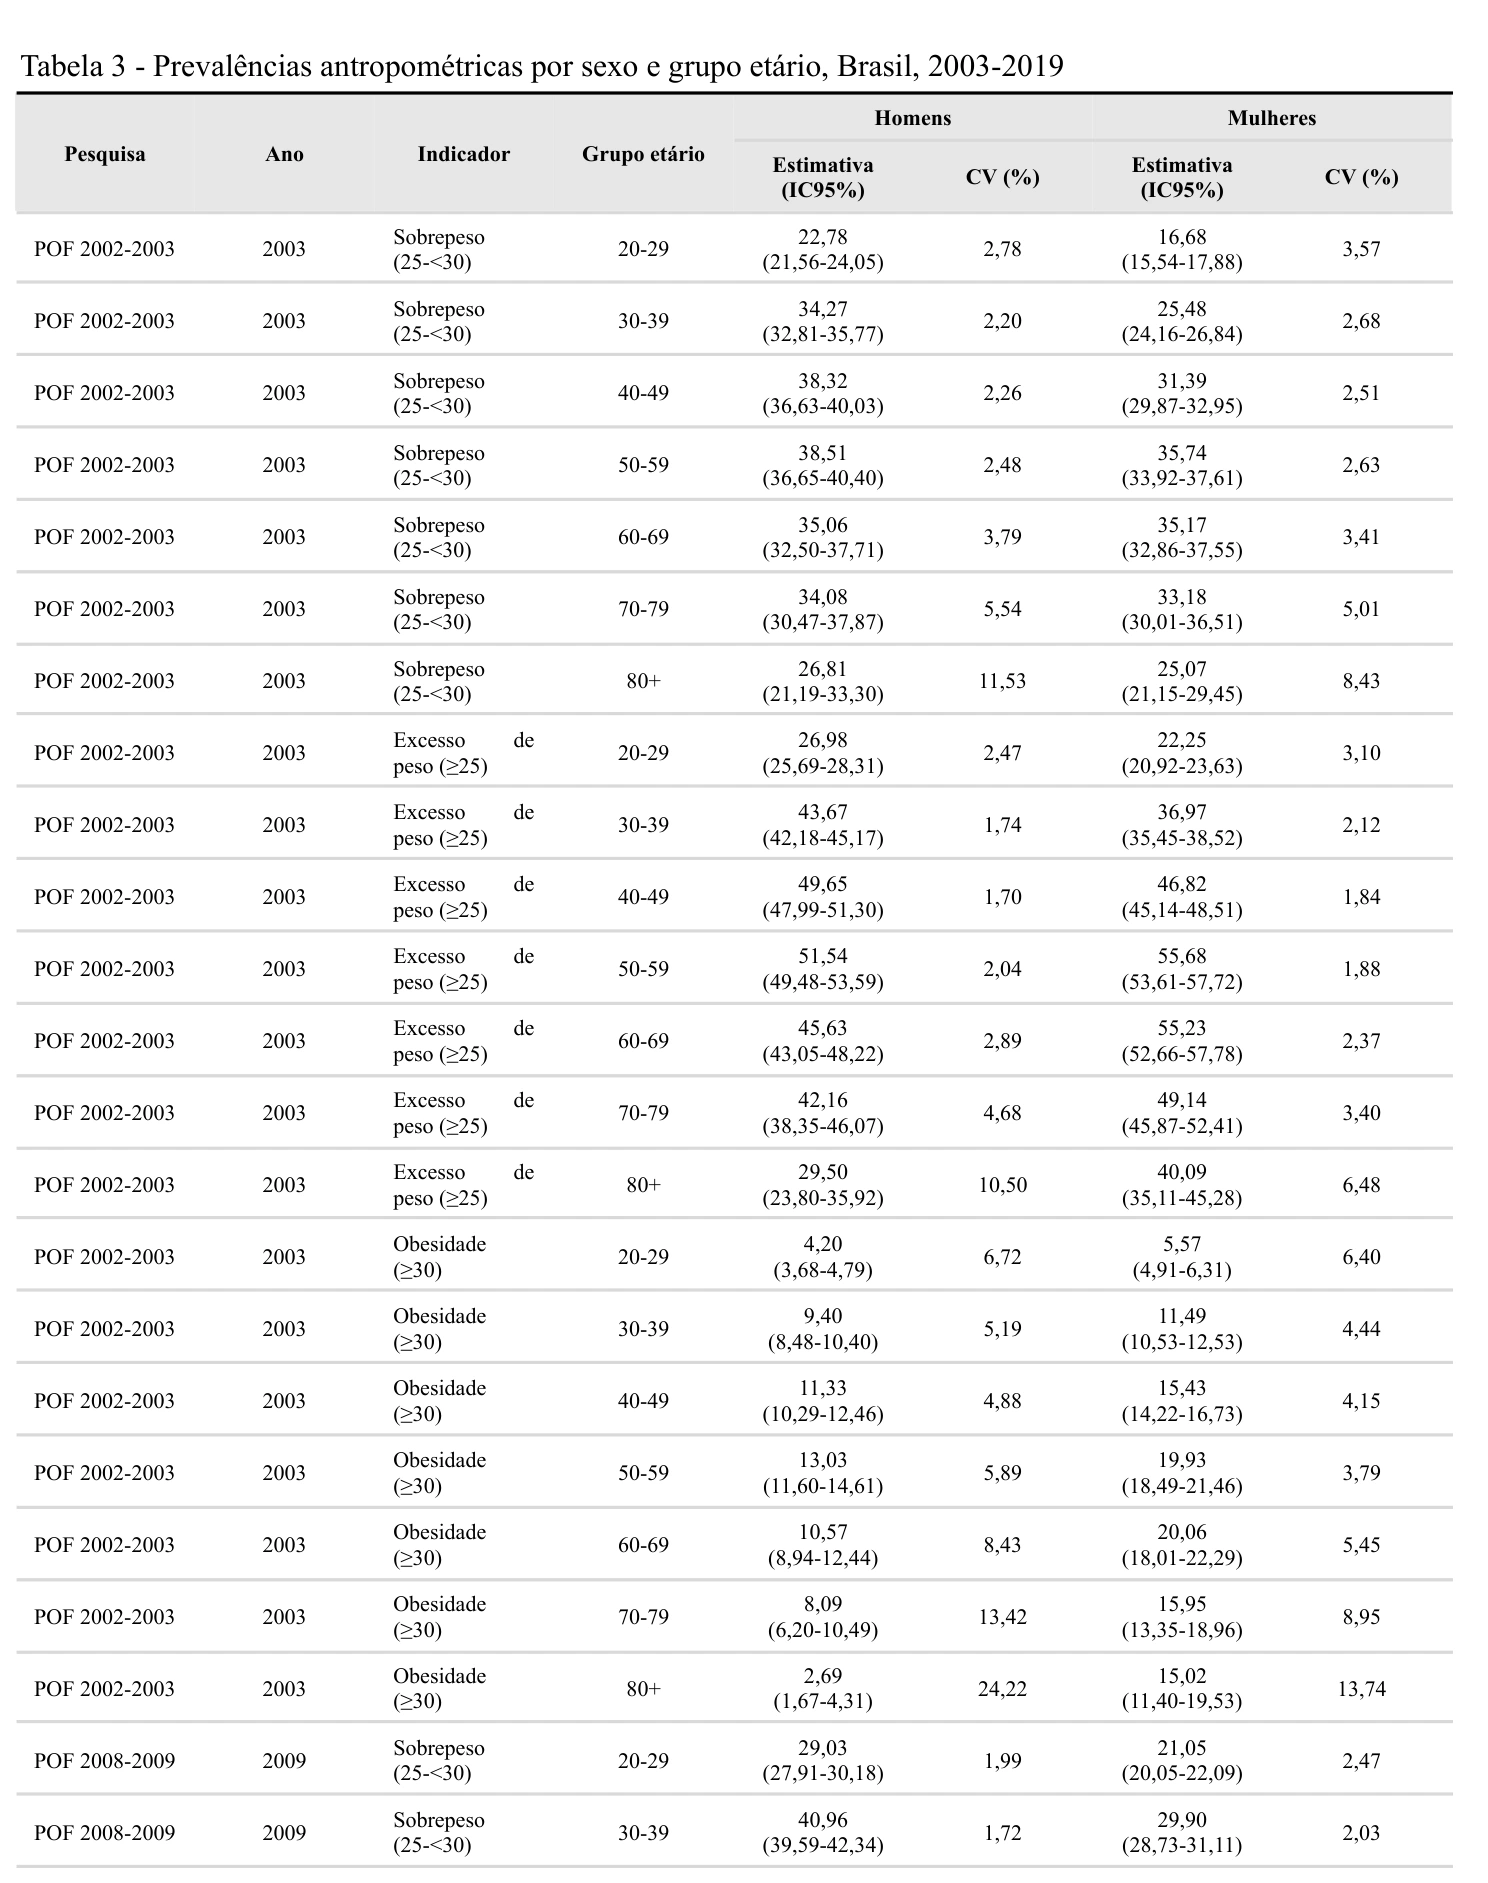 Tabela 3 - Prevalências antropométricas por sexo e grupo etário, Brasil, 2003-2019
Pesquisa Ano Indicador Grupo etário Homens Mulheres
Estimativa (IC95%) CV (%) Estimativa (IC95%) CV (%)
POF 2002-2003 2003 Sobrepeso (25-<30) 20-29 22,78 (21,56-24,05) 2,78 16,68 (15,54-17,88) 3,57
POF 2002-2003 2003 Sobrepeso (25-<30) 30-39 34,27 (32,81-35,77) 2,20 25,48 (24,16-26,84) 2,68
POF 2002-2003 2003 Sobrepeso (25-<30) 40-49 38,32 (36,63-40,03) 2,26 31,39 (29,87-32,95) 2,51
POF 2002-2003 2003 Sobrepeso (25-<30) 50-59 38,51 (36,65-40,40) 2,48 35,74 (33,92-37,61) 2,63
POF 2002-2003 2003 Sobrepeso (25-<30) 60-69 35,06 (32,50-37,71) 3,79 35,17 (32,86-37,55) 3,41
POF 2002-2003 2003 Sobrepeso (25-<30) 70-79 34,08 (30,47-37,87) 5,54 33,18 (30,01-36,51) 5,01
POF 2002-2003 2003 Sobrepeso (25-<30) 80+ 26,81 (21,19-33,30) 11,53 25,07 (21,15-29,45) 8,43
POF 2002-2003 2003 Excesso de peso (≥25) 20-29 26,98 (25,69-28,31) 2,47 22,25 (20,92-23,63) 3,10
POF 2002-2003 2003 Excesso de peso (≥25) 30-39 43,67 (42,18-45,17) 1,74 36,97 (35,45-38,52) 2,12
POF 2002-2003 2003 Excesso de peso (≥25) 40-49 49,65 (47,99-51,30) 1,70 46,82 (45,14-48,51) 1,84
POF 2002-2003 2003 Excesso de peso (≥25) 50-59 51,54 (49,48-53,59) 2,04 55,68 (53,61-57,72) 1,88
POF 2002-2003 2003 Excesso de peso (≥25) 60-69 45,63 (43,05-48,22) 2,89 55,23 (52,66-57,78) 2,37
POF 2002-2003 2003 Excesso de peso (≥25) 70-79 42,16 (38,35-46,07) 4,68 49,14 (45,87-52,41) 3,40
POF 2002-2003 2003 Excesso de peso (≥25) 80+ 29,50 (23,80-35,92) 10,50 40,09 (35,11-45,28) 6,48
POF 2002-2003 2003 Obesidade (≥30) 20-29 4,20 (3,68-4,79) 6,72 5,57 (4,91-6,31) 6,40
POF 2002-2003 2003 Obesidade (≥30) 30-39 9,40 (8,48-10,40) 5,19 11,49 (10,53-12,53) 4,44
POF 2002-2003 2003 Obesidade (≥30) 40-49 11,33 (10,29-12,46) 4,88 15,43 (14,22-16,73) 4,15
POF 2002-2003 2003 Obesidade (≥30) 50-59 13,03 (11,60-14,61) 5,89 19,93 (18,49-21,46) 3,79
POF 2002-2003 2003 Obesidade (≥30) 60-69 10,57 (8,94-12,44) 8,43 20,06 (18,01-22,29) 5,45
POF 2002-2003 2003 Obesidade (≥30) 70-79 8,09 (6,20-10,49) 13,42 15,95 (13,35-18,96) 8,95
POF 2002-2003 2003 Obesidade (≥30) 80+ 2,69 (1,67-4,31) 24,22 15,02 (11,40-19,53) 13,74
POF 2008-2009 2009 Sobrepeso (25-<30) 20-29 29,03 (27,91-30,18) 1,99 21,05 (20,05-22,09) 2,47
POF 2008-2009 2009 Sobrepeso (25-<30) 30-39 40,96 (39,59-42,34) 1,72 29,90 (28,73-31,11) 2,03